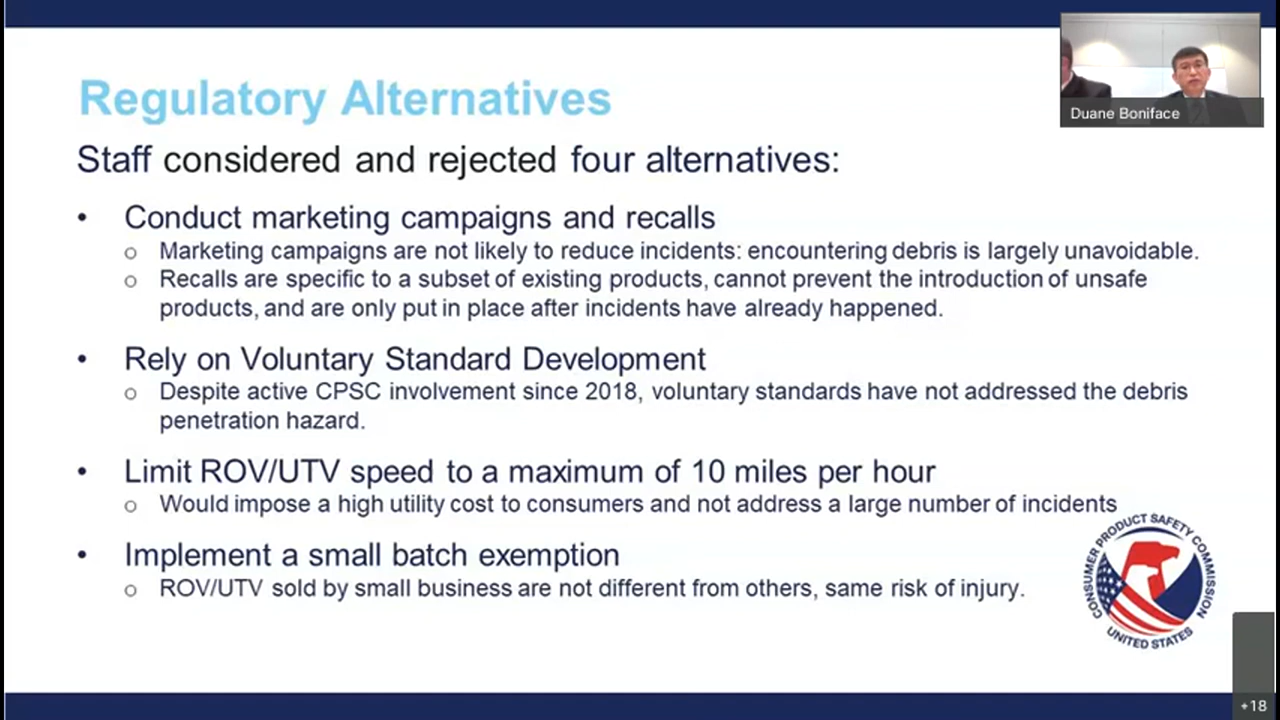 Regulatory Alternatives
Duane Boniface
Staff considered and rejected four alternatives:
• Conduct marketing campaigns and recalls
o Marketing campaigns are not likely to reduce incidents: encountering debris is largely unavoidable.
o Recalls are specific to a subset of existing products, cannot prevent the introduction of unsafe
products, and are only put in place after incidents have already happened.
• Rely on Voluntary Standard Development
o Despite active CPSC involvement since 2018, voluntary standards have not addressed the debris
penetration hazard.
• Limit ROV/UTV speed to a maximum of 10 miles per hour
o Would impose a high utility cost to consumers and not address a large number of incidents
• Implement a small batch exemption
o ROV/UTV sold by small business are not different from others, same risk of injury.
CONSUMER PRODUCT SAFETY COMMISSION
UNITED STATES
+18